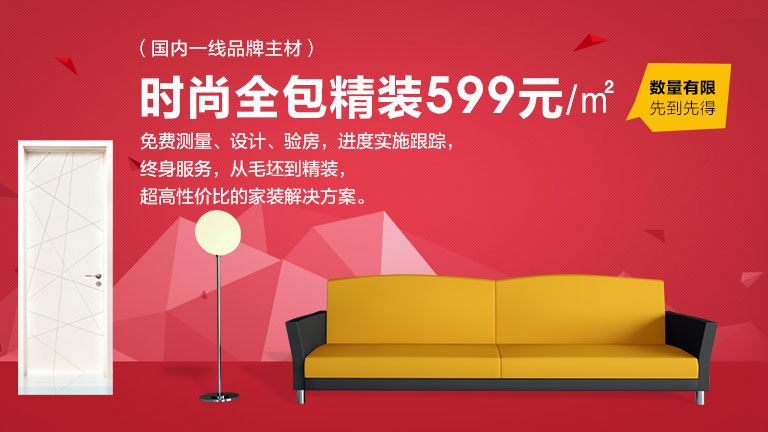 （国内一线品牌主材）
时尚全包精装599元/㎡
数量有限
先到先得
免费测量、设计、验房，进度实施跟踪，
终身服务，从毛坯到精装，
超高性价比的家装解决方案。